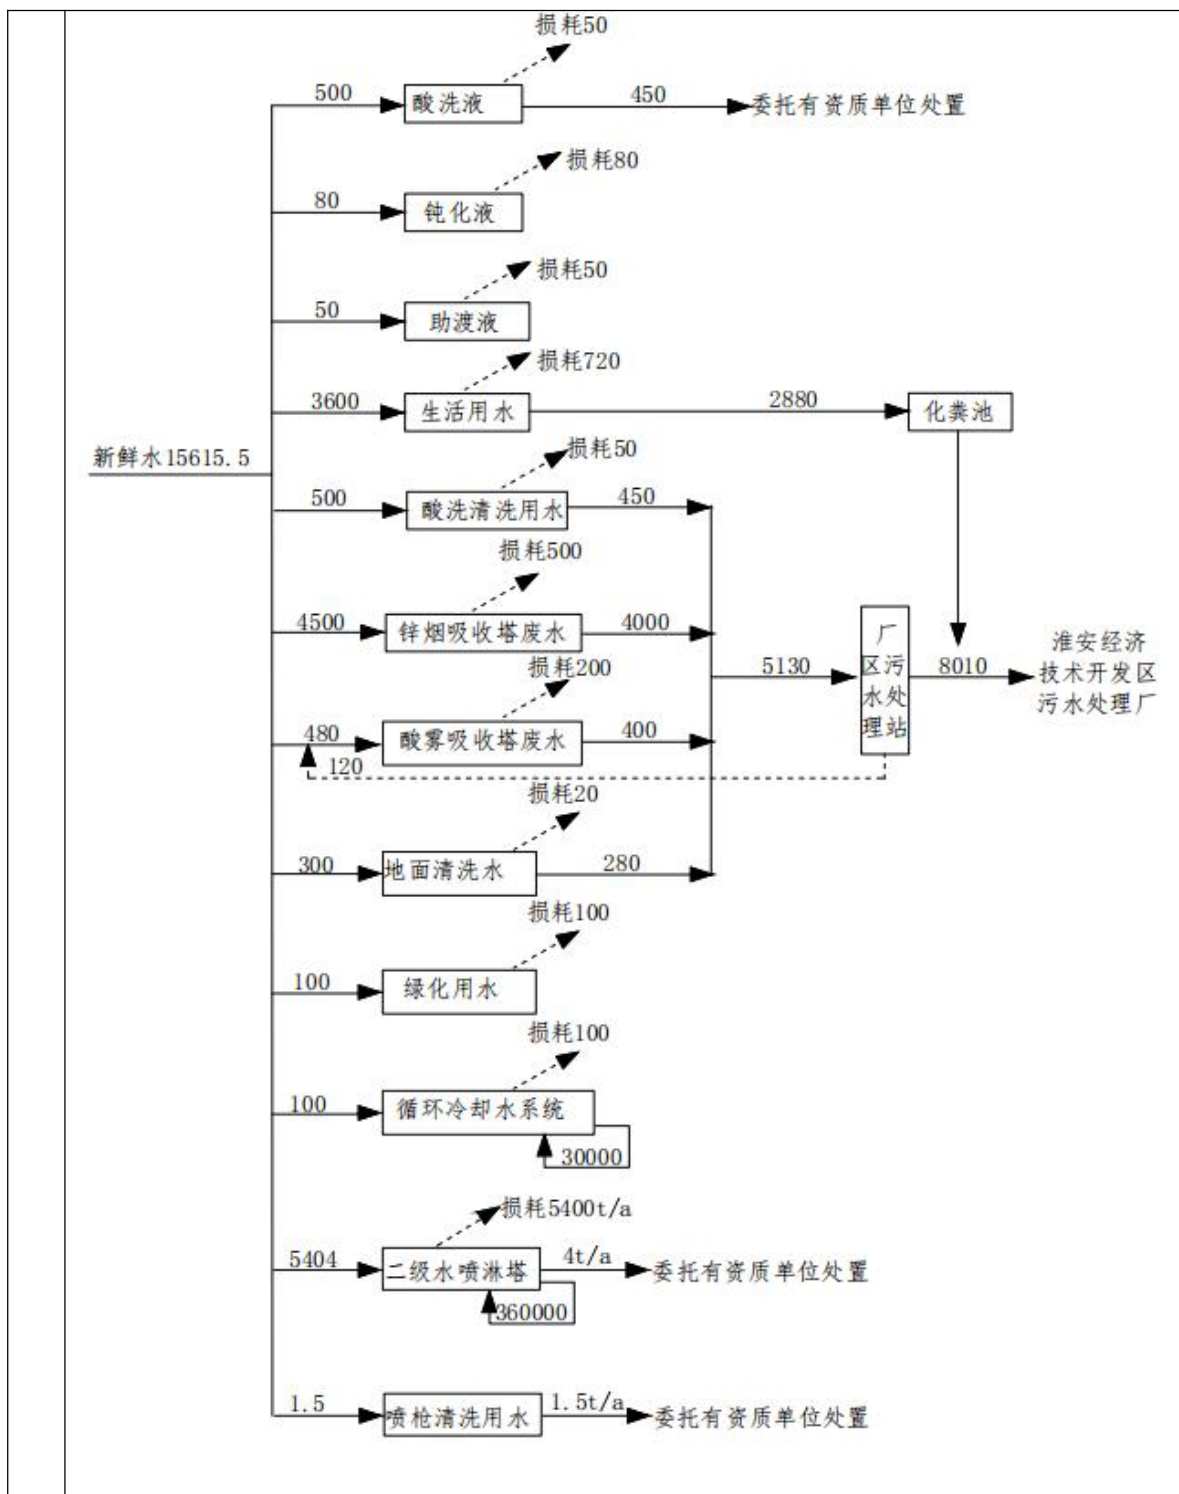 损耗50
500
酸洗液
450
委托有资质单位处置
损耗80
80
钝化液
损耗50
50
助渡液
损耗720
3600
生活用水
2880
化粪池
新鲜水15615.5
损耗50
500
酸洗清洗用水
450
损耗500
4500
锌烟吸收塔废水
4000
损耗200
480
酸雾吸收塔废水
400
120
5130
厂
区污
水处
理站
8010
淮安经济
技术开发区
污水处理厂
损耗20
300
地面清洗水
280
损耗100
100
绿化用水
损耗100
100
循环冷却水系统
30000
损耗5400t/a
5404
二级水喷淋塔
4t/a
委托有资质单位处置
360000
1.5
喷枪清洗用水
1.5t/a
委托有资质单位处置